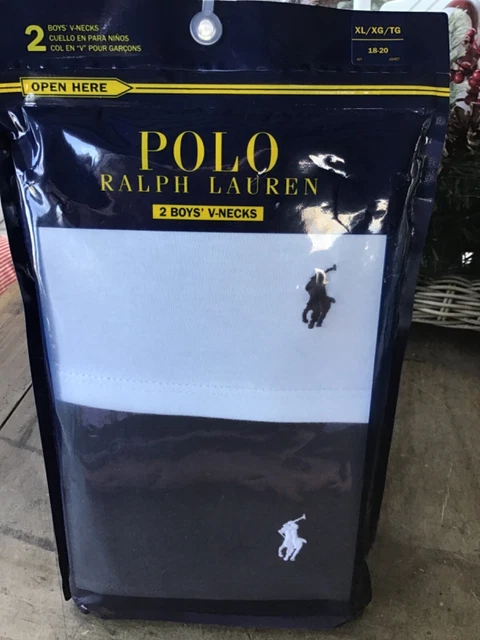 2 BOYS' V-NECKS
CUELLO EN PARA NIÑOS
COL EN "V" POUR GARÇONS
XL/XG/TG
18-20
OPEN HERE
POLO
RALPH LAUREN
2 BOYS' V-NECKS